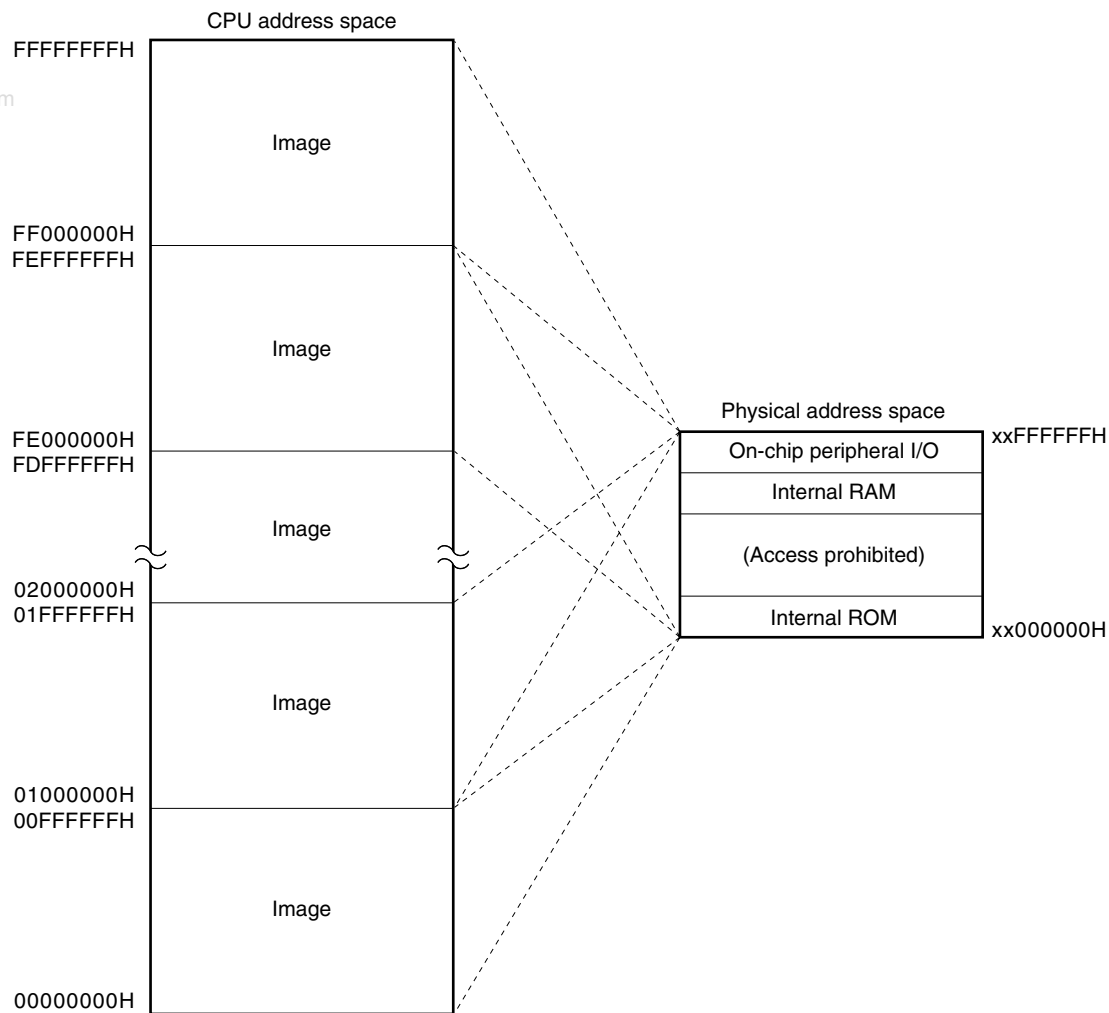 CPU address space
FFFFFFFFH
m
Image
FF000000H
FEFFFFFFH
Image
FE000000H
FDFFFFFFH
Image
02000000H
01FFFFFFH
Image
01000000H
00FFFFFFH
Image
00000000H
Physical address space
xxFFFFFFH
On-chip peripheral I/O
Internal RAM
(Access prohibited)
Internal ROM
xx000000H